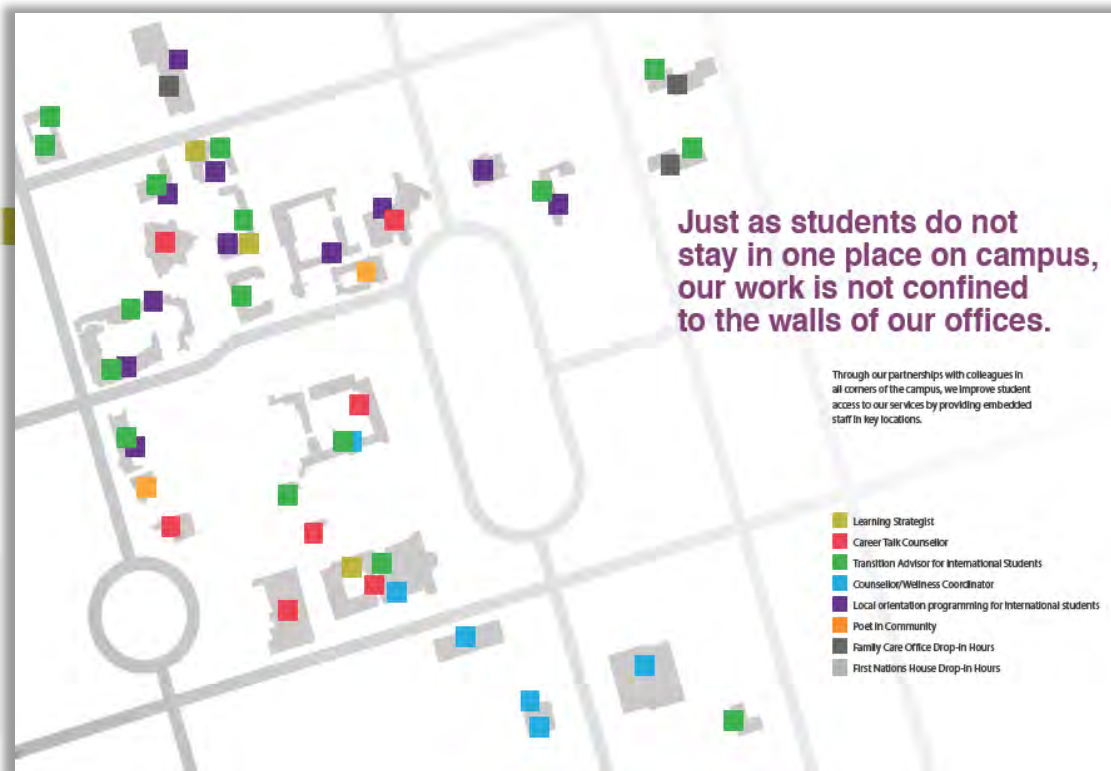 Just as students do not
stay in one place on campus,
our work is not confined
to the walls of our offices.
Through our partnerships with colleagues in
all corners of the campus, we improve student
access to our services by providing embedded
staff in key locations.
Learning Strategist
Career Talk Counsellor
Transition Advisor for International Students
Counsellor/Wellness Coordinator
Local orientation programming for international students
Poet in Community
Family Care Office Drop-In Hours
First Nations House Drop-In Hours